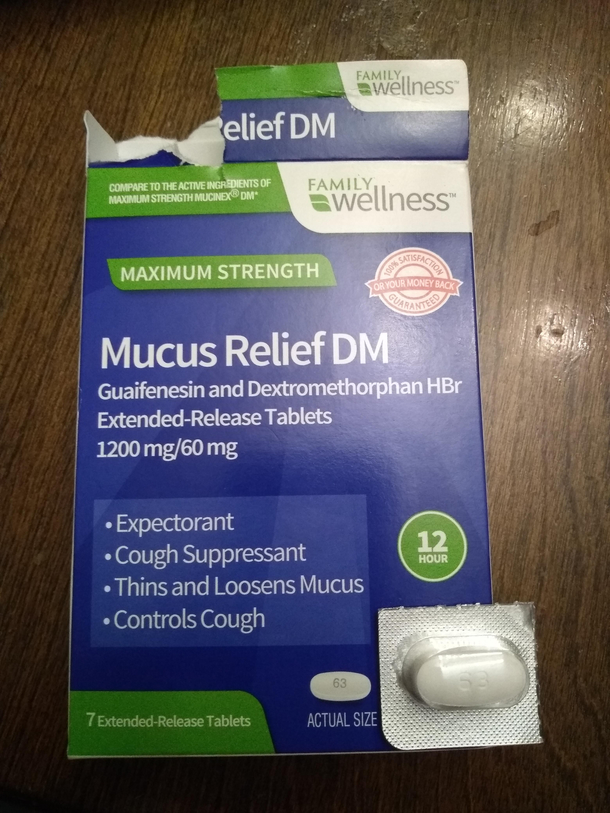 FAMILY
wellness™
elief DM
COMPARE TO THE ACTIVE INGREDIENTS OF
MAXIMUM STRENGTH MUCINEX® DM*
FAMILY
wellness™
MAXIMUM STRENGTH
100% SATISFACTION
OR YOUR MONEY BACK
GUARANTEED
Mucus Relief DM
Guaifenesin and Dextromethorphan HBr
Extended-Release Tablets
1200 mg/60 mg
• Expectorant
• Cough Suppressant
• Thins and Loosens Mucus
• Controls Cough
12
HOUR
63
63
7 Extended-Release Tablets
ACTUAL SIZE